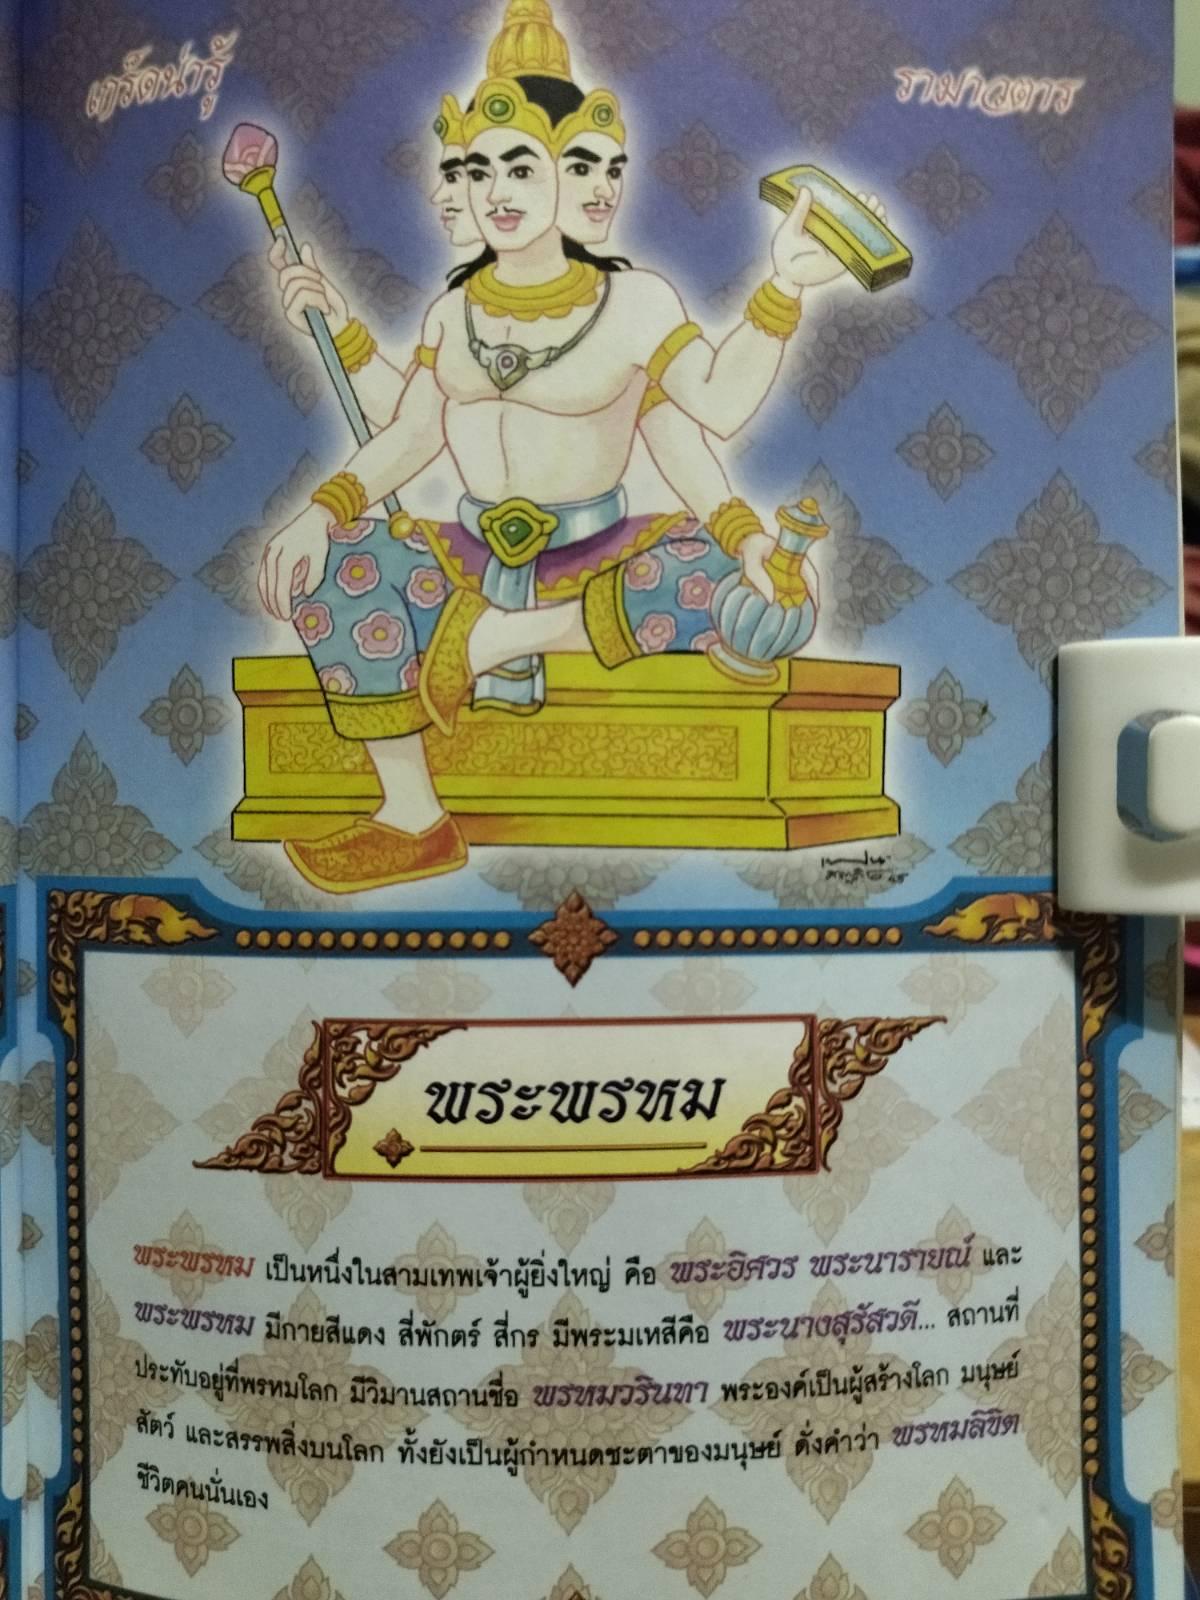 เกร็ดน่ารู้
รามาวตาร
พระพรหม
พระพรหม เป็นหนึ่งในสามเทพเจ้าผู้ยิ่งใหญ่ คือ พระอิศวร พระนารายณ์ และ
พระพรหม มีกายสีแดง สี่พักตร์ สี่กร มีพระมเหสีคือ พระนางสุรัสวดี... สถานที่
ประทับอยู่ที่พรหมโลก มีวิมานสถานชื่อ พรหมวรินทา พระองค์เป็นผู้สร้างโลก มนุษย์
สัตว์ และสรรพสิ่งบนโลก ทั้งยังเป็นผู้กำหนดชะตาของมนุษย์ ดั่งคำว่า พรหมลิขิต
ชีวิตคนนั่นเอง